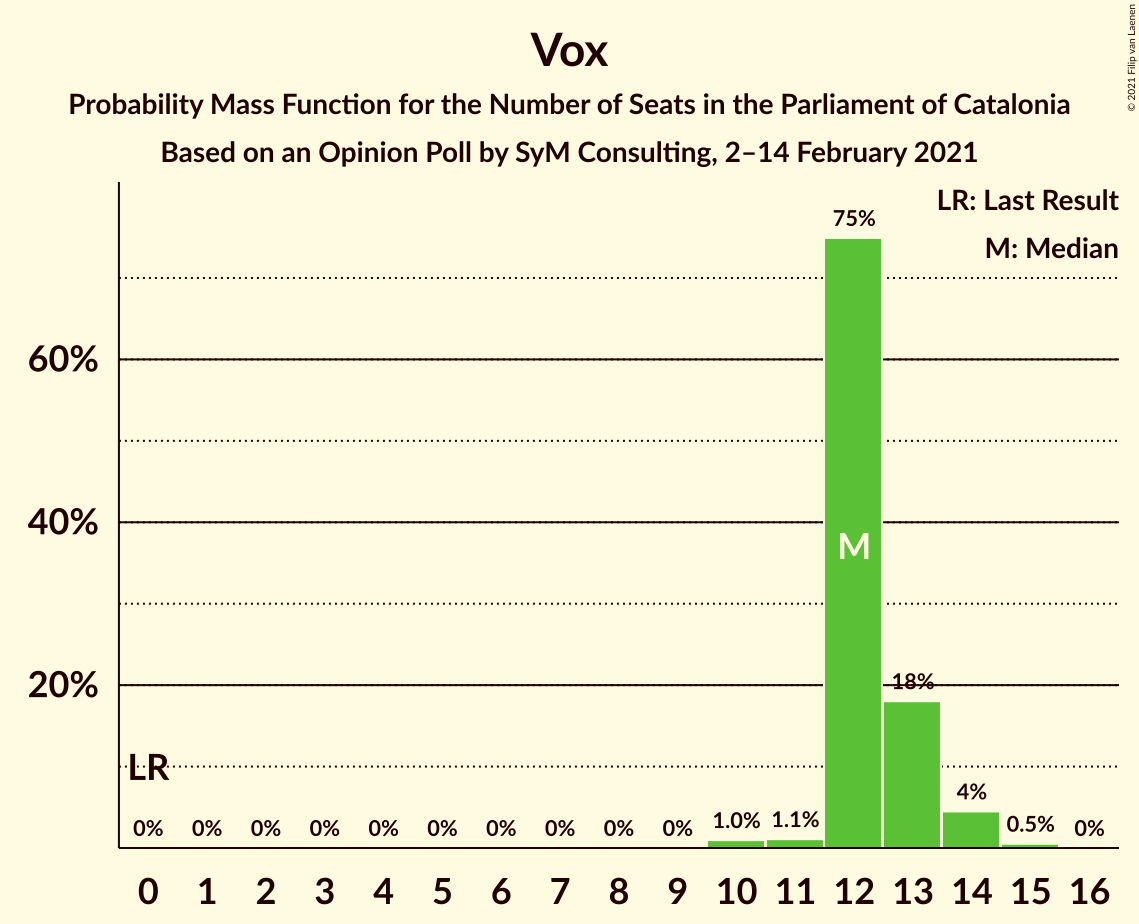 © 2021 Filip van Laenen
Vox
Probability Mass Function for the Number of Seats in the Parliament of Catalonia
Based on an Opinion Poll by SyM Consulting, 2–14 February 2021
LR: Last Result
M: Median
75%
60%
40%
M
20%
18%
LR
0% 0% 0% 0% 0% 0% 0% 0% 0% 0% 1.0% 1.1% 4% 0.5% 0%
0 1 2 3 4 5 6 7 8 9 10 11 12 13 14 15 16